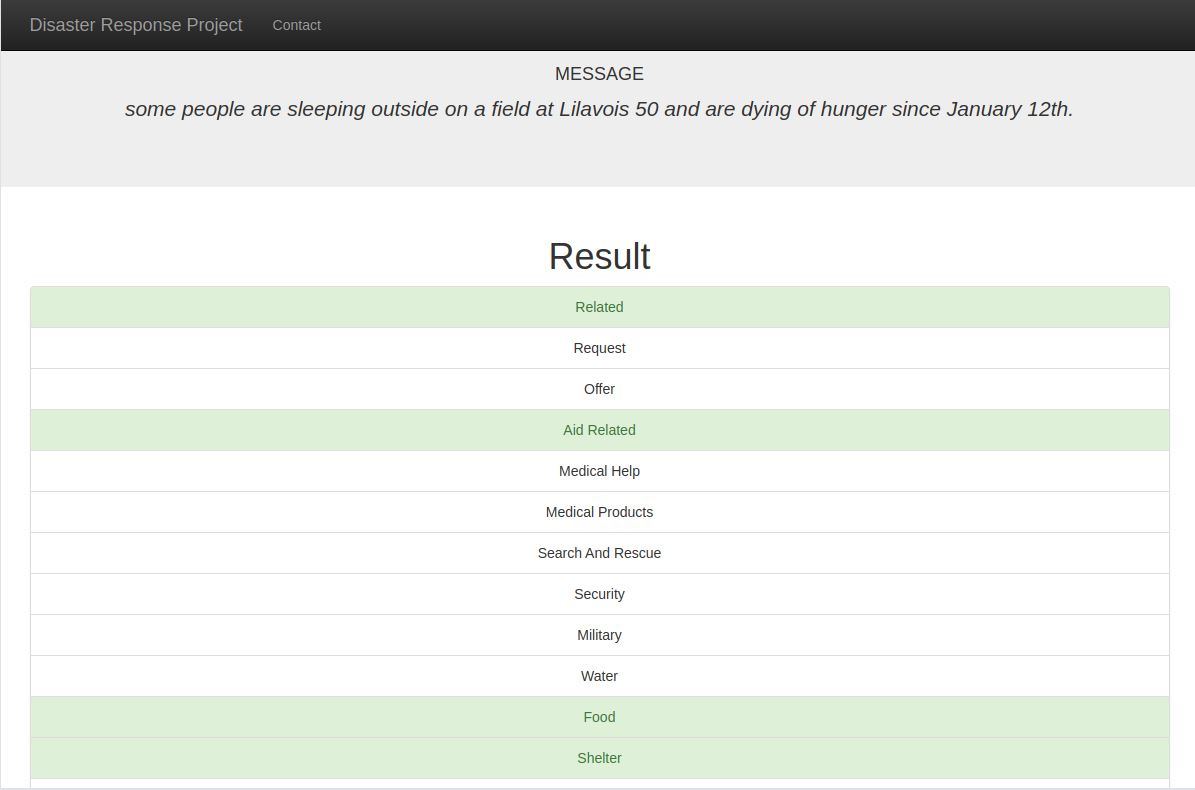 Disaster Response Project Contact
MESSAGE
some people are sleeping outside on a field at Lilavois 50 and are dying of hunger since January 12th.
Result
Related
Request
Offer
Aid Related
Medical Help
Medical Products
Search And Rescue
Security
Military
Water
Food
Shelter